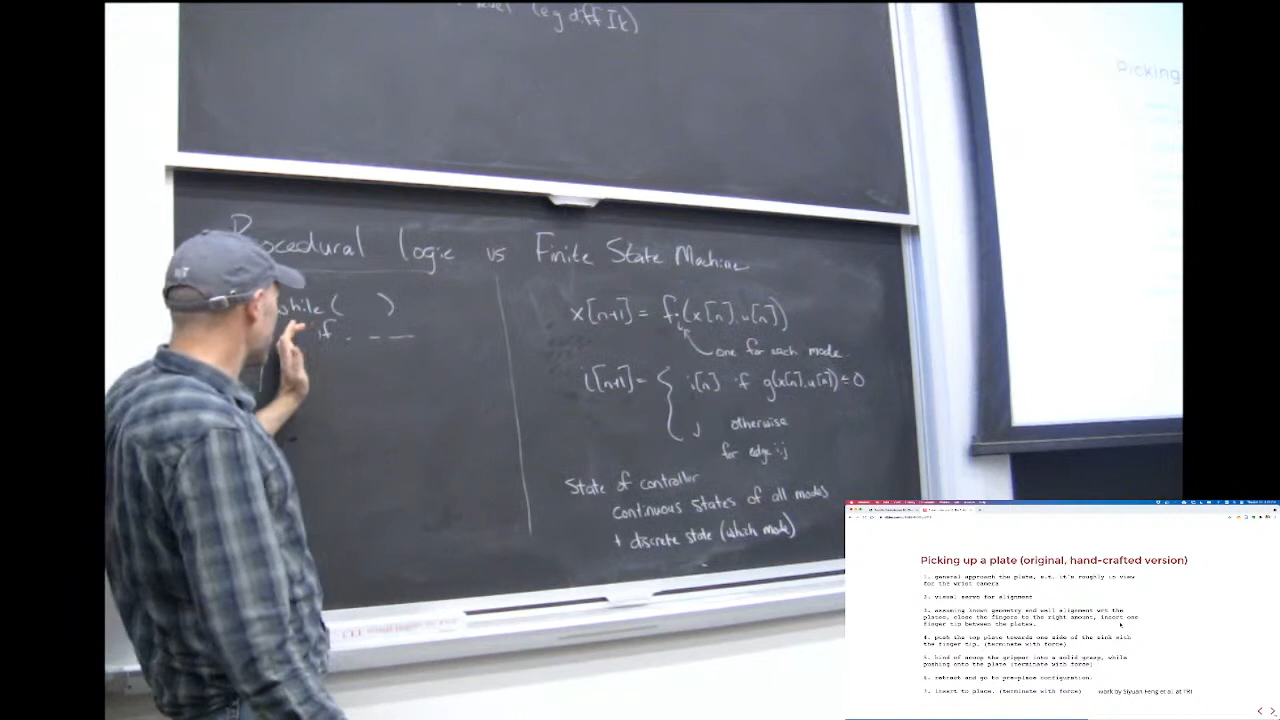 level (e.g diff Ik)
Picking
Procedural logic vs Finite State Machine
while( )
if . _ __
x[n+1] = fᵢ(x[n],u[n])
one for each mode
i[n+1] = { i[n] if g(x[n],u[n]) ≤ 0
j otherwise
for edge i,j
State of controller
continuous states of all modes
+ discrete state (which mode)
Picking up a plate (original, hand-crafted version)
1. general approach the plate, s.t. it's roughly in view
for the wrist camera
2. visual servo for alignment
3. assuming known geometry and well alignment wrt the
plates, close the fingers to the right amount, insert one
finger tip between the plates.
4. push the top plate towards one side of the sink with
the finger tip. (terminate with force)
5. kind of scoop the gripper into a solid grasp, while
pushing onto the plate (terminate with force)
6. retract and go to pre-place configuration.
7. insert to place. (terminate with force) work by Siyuan Feng et al. at TRI